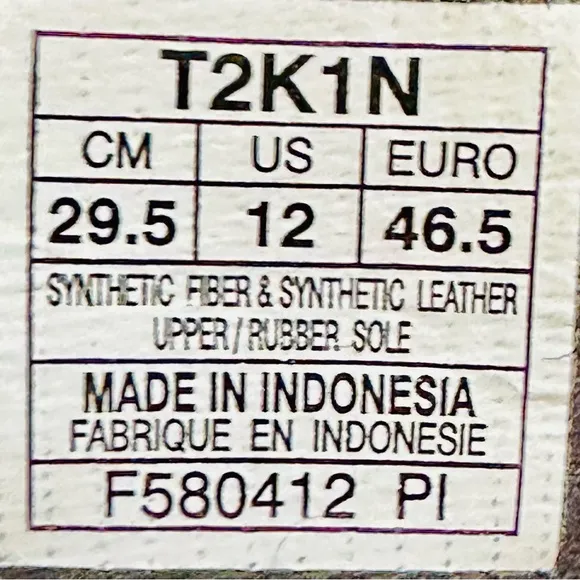 T2K1N
CM US EURO
29.5 12 46.5
SYNTHETIC FIBER & SYNTHETIC LEATHER
UPPER/RUBBER SOLE
MADE IN INDONESIA
FABRIQUE EN INDONESIE
F580412 PI